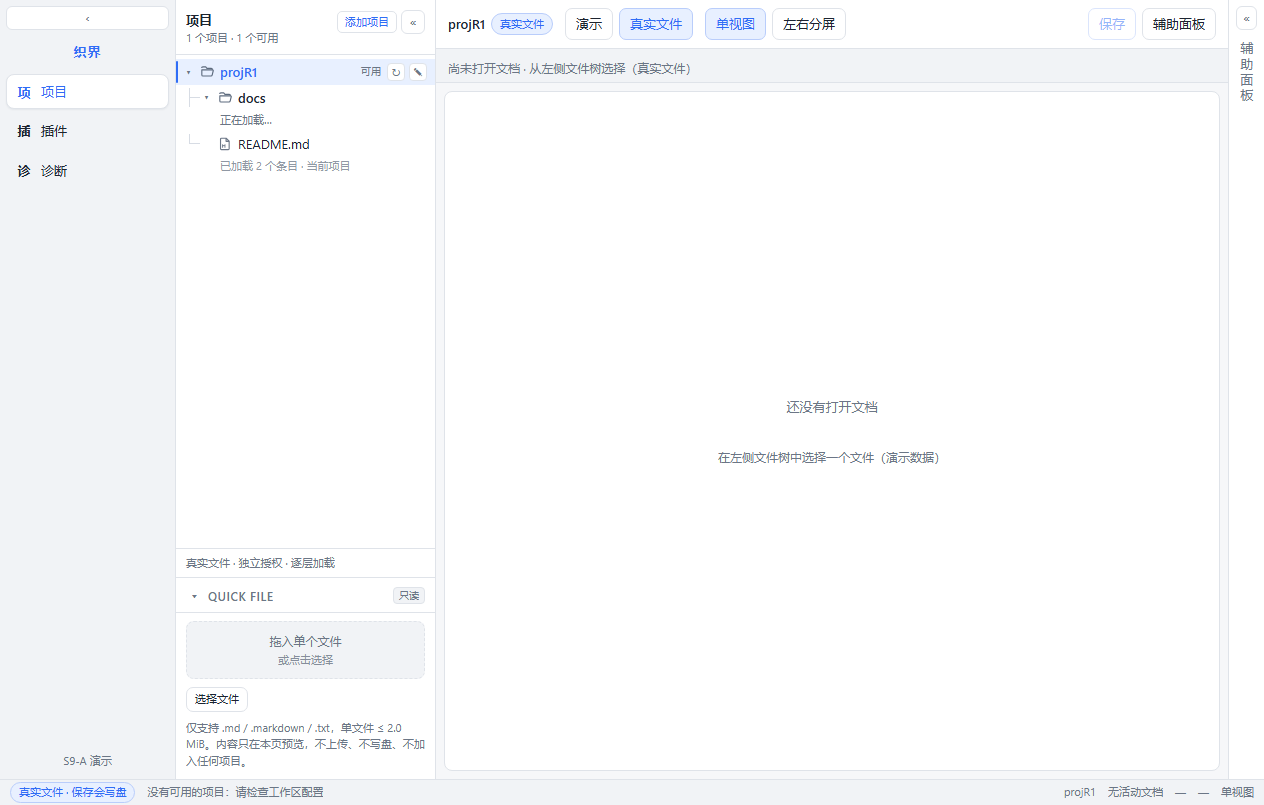 ‹
织界
项 项目
插 插件
诊 诊断
S9-A 演示
项目
1 个项目 · 1 个可用
添加项目
«
projR1
可用
↻
docs
正在加载...
README.md
已加载 2 个条目 · 当前项目
真实文件 · 独立授权 · 逐层加载
QUICK FILE
只读
拖入单个文件
或点击选择
选择文件
仅支持 .md / .markdown / .txt，单文件 ≤ 2.0
MiB。内容只在本页预览，不上传、不写盘、不加
入任何项目。
projR1 真实文件 演示 真实文件 单视图 左右分屏 保存 辅助面板
尚未打开文档 · 从左侧文件树选择（真实文件）
还没有打开文档
在左侧文件树中选择一个文件（演示数据）
«
辅助面板
真实文件 · 保存会写盘 没有可用的项目：请检查工作区配置 projR1 无活动文档 — — 单视图